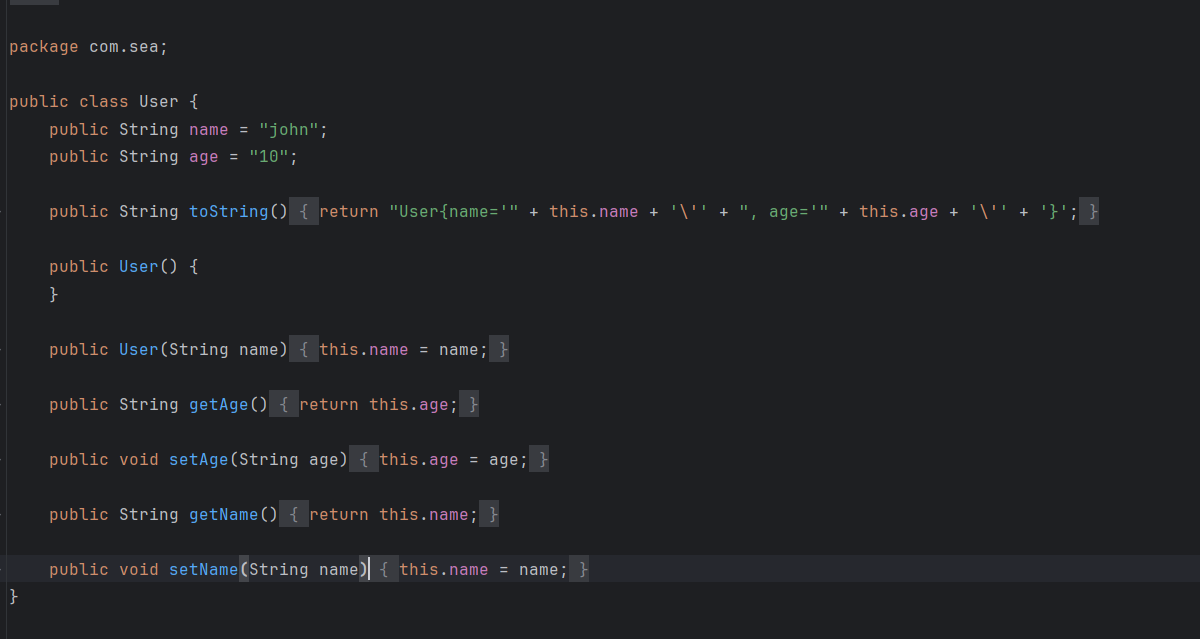 package com.sea;
public class User {
public String name = "john";
public String age = "10";
public String toString() { return "User{name='" + this.name + '\'' + ", age='" + this.age + '\'' + '}'; }
public User() {
}
public User(String name) { this.name = name; }
public String getAge() { return this.age; }
public void setAge(String age) { this.age = age; }
public String getName() { return this.name; }
public void setName(String name) { this.name = name; }
}